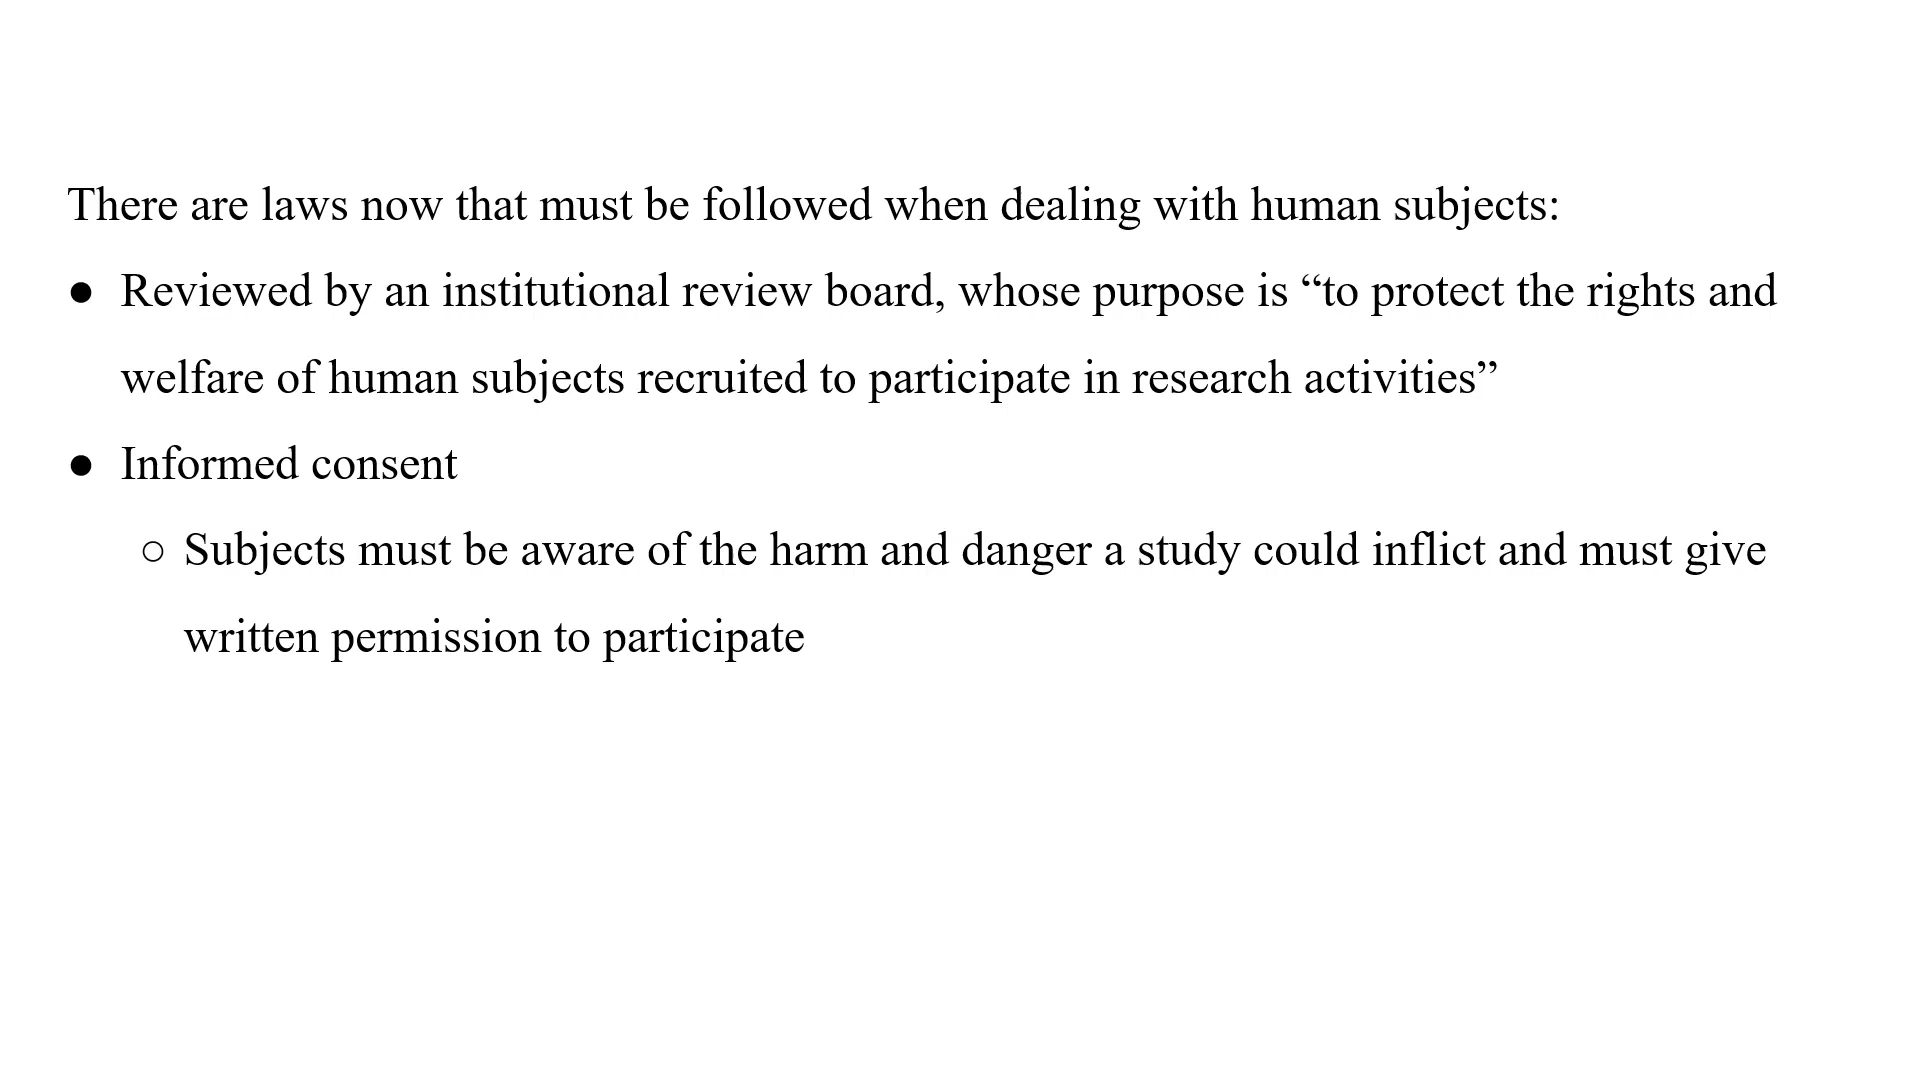 There are laws now that must be followed when dealing with human subjects:
● Reviewed by an institutional review board, whose purpose is “to protect the rights and
welfare of human subjects recruited to participate in research activities”
● Informed consent
○ Subjects must be aware of the harm and danger a study could inflict and must give
written permission to participate